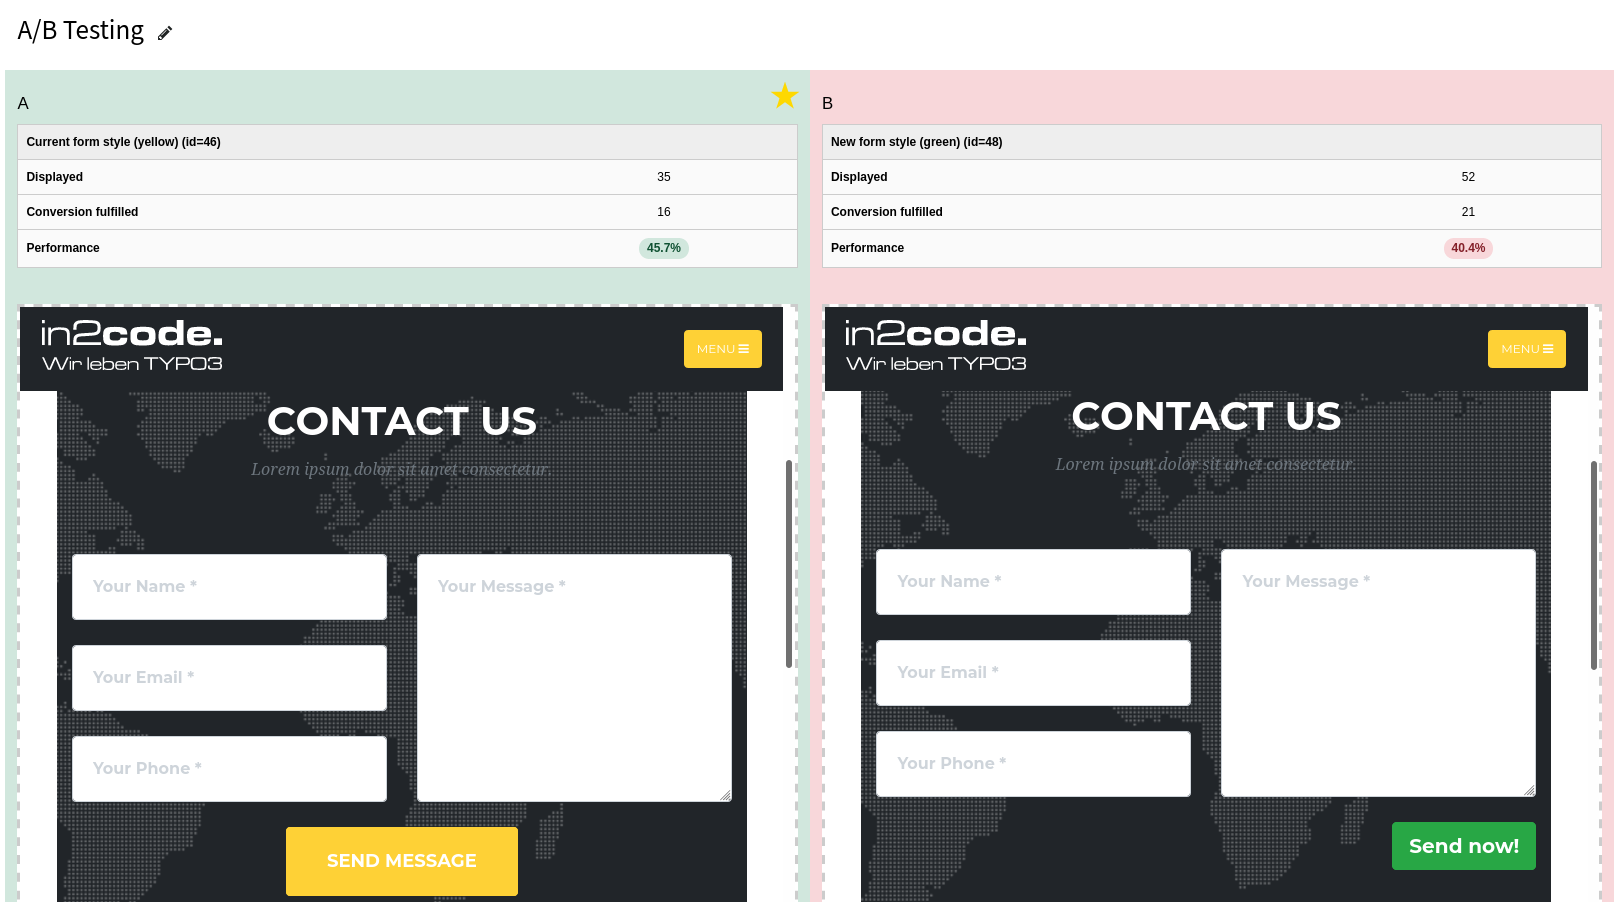 A/B Testing
A
Current form style (yellow) (id=46)
Displayed 35
Conversion fulfilled 16
Performance 45.7%
in2code.
Wir leben TYPO3
MENU
CONTACT US
Lorem ipsum dolor sit amet consectetur.
Your Name *
Your Message *
Your Email *
Your Phone *
SEND MESSAGE
B
New form style (green) (id=48)
Displayed 52
Conversion fulfilled 21
Performance 40.4%
in2code.
Wir leben TYPO3
MENU
CONTACT US
Lorem ipsum dolor sit amet consectetur.
Your Name *
Your Message *
Your Email *
Your Phone *
Send now!